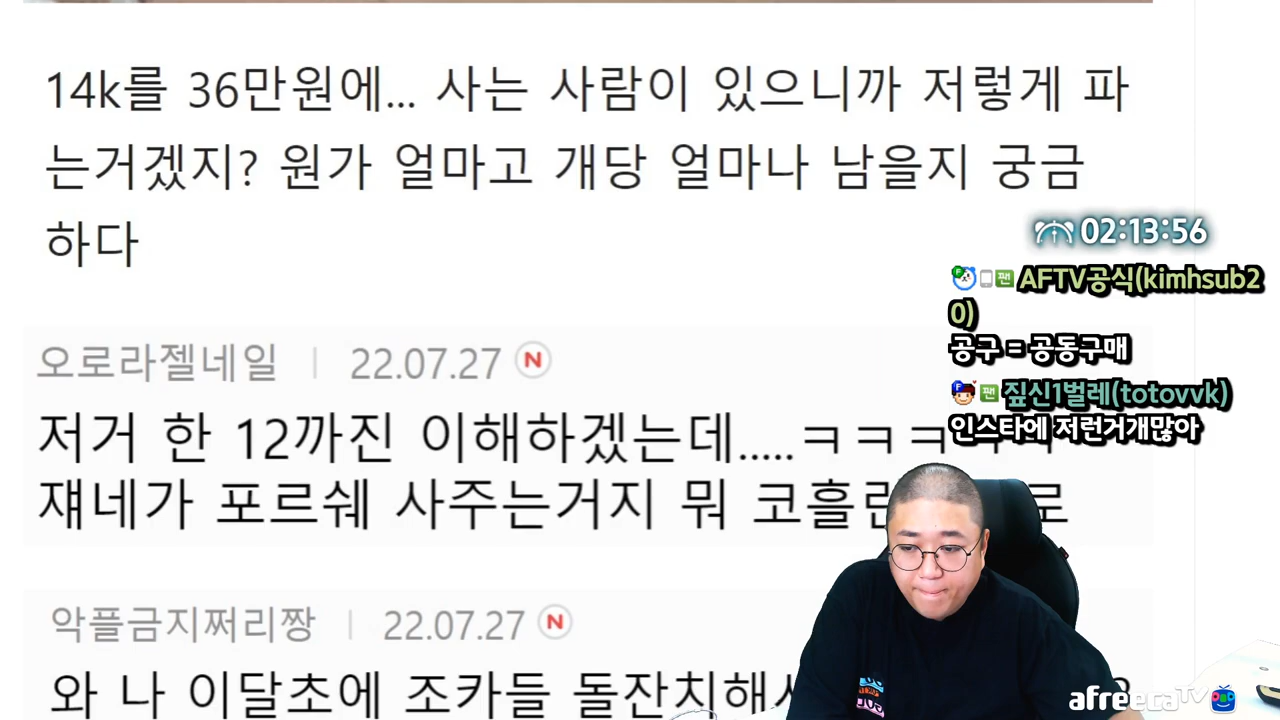 14k를 36만원에... 사는 사람이 있으니까 저렇게 파
는거겠지? 원가 얼마고 개당 얼마나 남을지 궁금
하다
02:13:56
팬 AFTV공식(kimhsub2
0)
공구 = 공동구매
팬 짚신1벌레(totovvk)
인스타에 저런거개많아
오로라젤네일 | 22.07.27 N
저거 한 12까진 이해하겠는데.....ㅋㅋㅋㅋㅋ
쟤네가 포르쉐 사주는거지 뭐 코흘린 로
악플금지쩌리짱 | 22.07.27 N
와 나 이달초에 조카들 돌잔치해서
afreecaTV